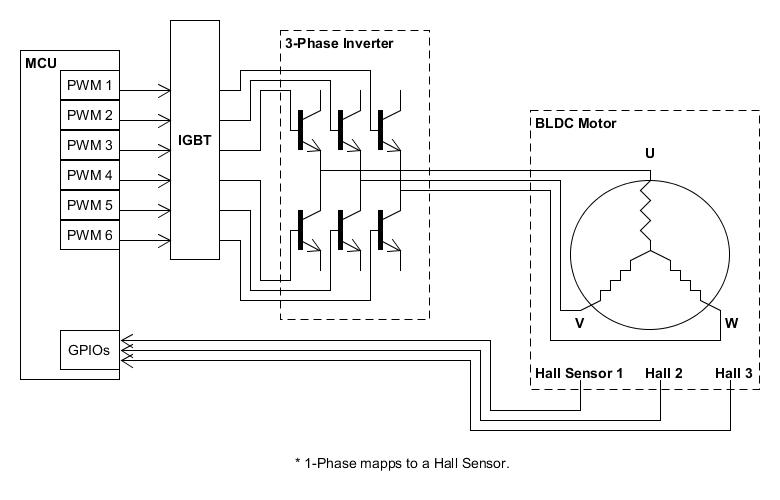 3-Phase Inverter
MCU
PWM 1
PWM 2
PWM 3
PWM 4
PWM 5
PWM 6
IGBT
BLDC Motor
U
V
W
GPIOs
Hall Sensor 1 Hall 2 Hall 3
* 1-Phase mapps to a Hall Sensor.